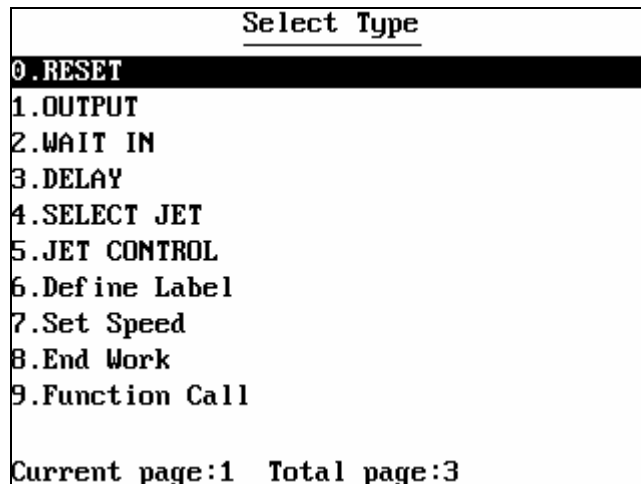 Select Type
0.RESET
1.OUTPUT
2.WAIT IN
3.DELAY
4.SELECT JET
5.JET CONTROL
6.Define Label
7.Set Speed
8.End Work
9.Function Call
Current page:1 Total page:3